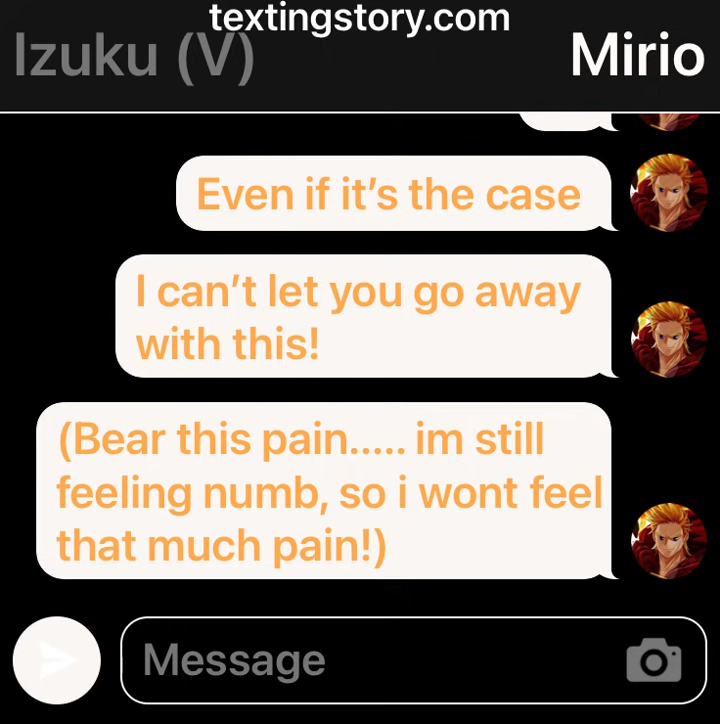 textingstory.com
Izuku (V)
Mirio
Even if it’s the case
I can’t let you go away
with this!
(Bear this pain..... im still
feeling numb, so i wont feel
that much pain!)
Message